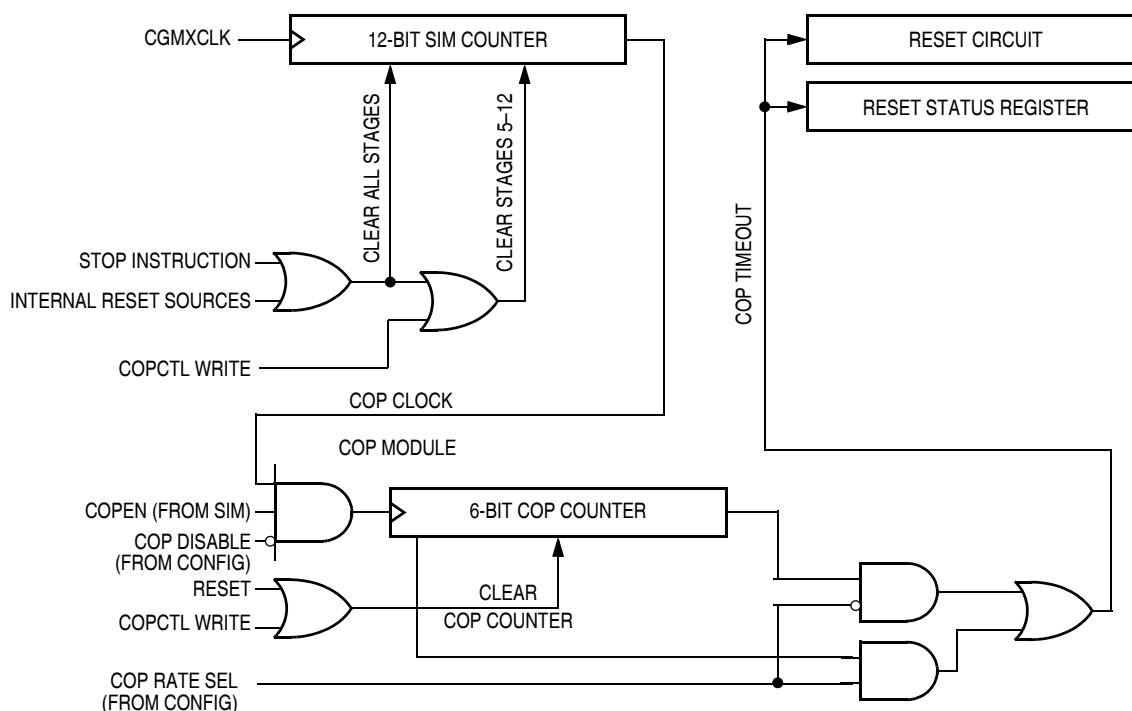 CGMXCLK
12-BIT SIM COUNTER
RESET CIRCUIT
RESET STATUS REGISTER
CLEAR ALL STAGES
CLEAR STAGES 5–12
COP TIMEOUT
STOP INSTRUCTION
INTERNAL RESET SOURCES
COPCTL WRITE
COP CLOCK
COP MODULE
COPEN (FROM SIM)
6-BIT COP COUNTER
COP DISABLE
(FROM CONFIG)
RESET
CLEAR
COP COUNTER
COPCTL WRITE
COP RATE SEL
(FROM CONFIG)